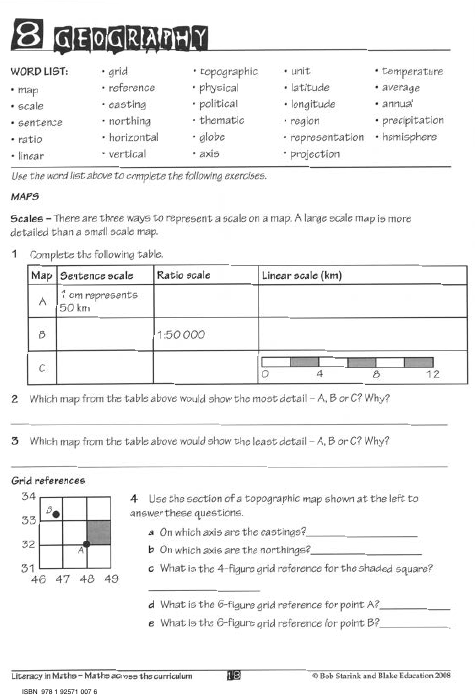 8 GEOGRAPHY
WORD LIST:
• map
• scale
• sentence
• ratio
• linear
• grid
• reference
• easting
• northing
• horizontal
• vertical
• topographic
• physical
• political
• thematic
• globe
• axis
• unit
• latitude
• longitude
• region
• representation
• projection
• temperature
• average
• annual
• precipitation
• hemisphere
Use the word list above to complete the following exercises.
MAPS
Scales – There are three ways to represent a scale on a map. A large scale map is more
detailed than a small scale map.
1 Complete the following table.
Map Sentence scale Ratio scale Linear scale (km)
A 1 cm represents
50 km
B 1:50 000
C 0 4 8 12
2 Which map from the table above would show the most detail – A, B or C? Why?
3 Which map from the table above would show the least detail – A, B or C? Why?
Grid references
34
33
32
31
46 47 48 49
B
A
4 Use the section of a topographic map shown at the left to
answer these questions.
a On which axis are the eastings?
b On which axis are the northings?
c What is the 4-figure grid reference for the shaded square?
d What is the 6-figure grid reference for point A?
e What is the 6-figure grid reference for point B?
Literacy in Maths – Maths across the curriculum
18
© Bob Starink and Blake Education 2008
ISBN 978 1 92571 007 6